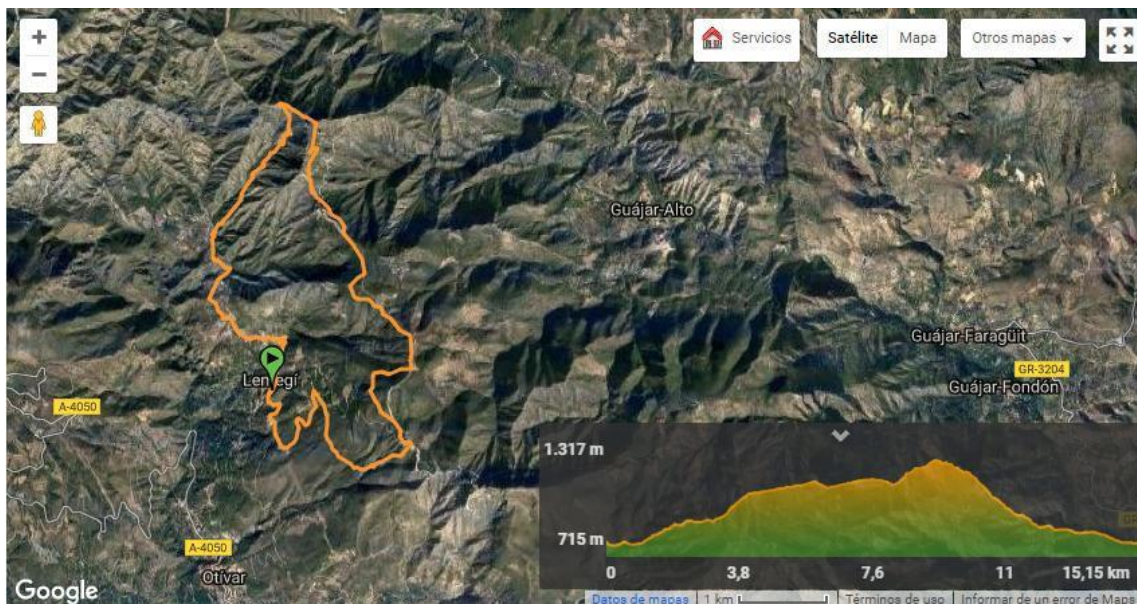 +
Servicios
Satélite
Mapa
Otros mapas
−
Guájar-Alto
Guájar-Faragüit
GR-3204
Guájar-Fondón
Lentegí
A-4050
1.317 m
715 m
A-4050
Otívar
0
3,8
7,6
11
15,15 km
Google
Datos de mapas
1 km
Términos de uso
Informar de un error de Maps